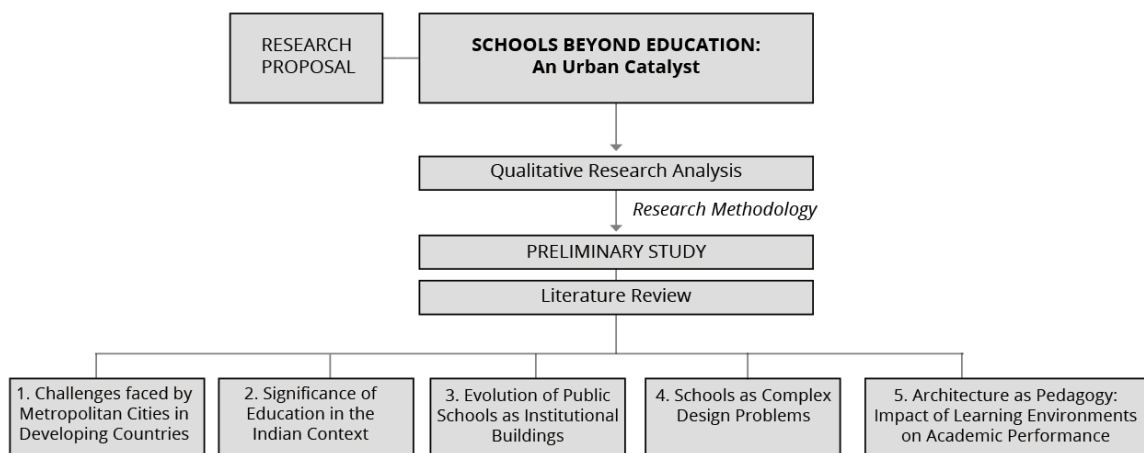 RESEARCH
PROPOSAL
SCHOOLS BEYOND EDUCATION:
An Urban Catalyst
Qualitative Research Analysis
Research Methodology
PRELIMINARY STUDY
Literature Review
1. Challenges faced by
Metropolitan Cities in
Developing Countries
2. Significance of
Education in the
Indian Context
3. Evolution of Public
Schools as Institutional
Buildings
4. Schools as Complex
Design Problems
5. Architecture as Pedagogy:
Impact of Learning Environments
on Academic Performance